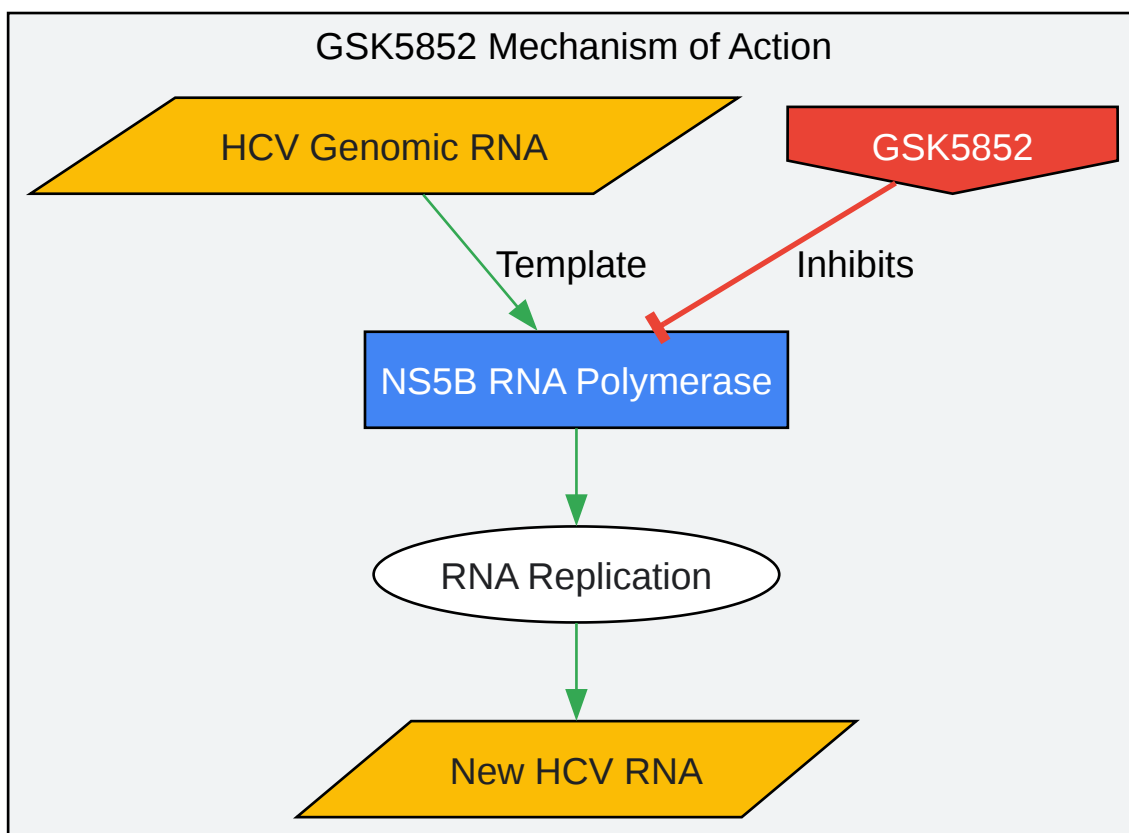 GSK5852 Mechanism of Action
HCV Genomic RNA
GSK5852
Template
Inhibits
NS5B RNA Polymerase
RNA Replication
New HCV RNA